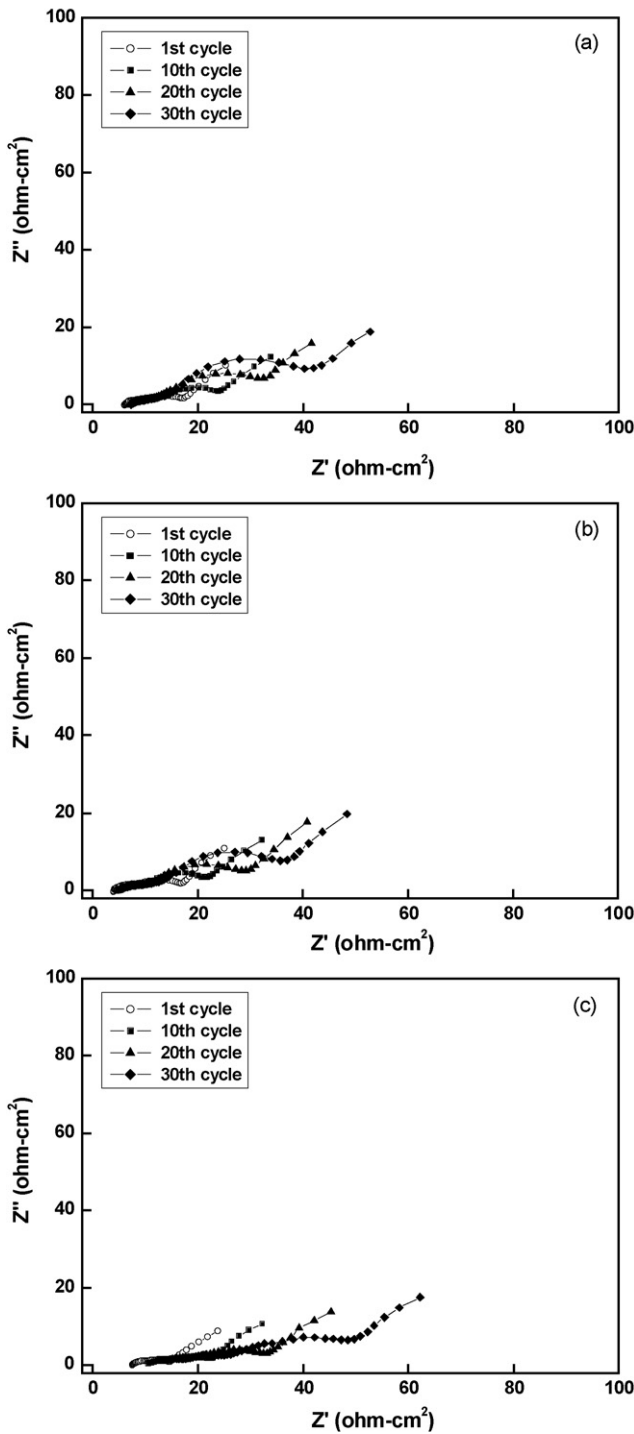 100
80
60
40
20
0
Z" (ohm-cm²)
1st cycle
10th cycle
20th cycle
30th cycle
(a)
0 20 40 60 80 100
Z' (ohm-cm²)
100
80
60
40
20
0
Z" (ohm-cm²)
1st cycle
10th cycle
20th cycle
30th cycle
(b)
0 20 40 60 80 100
Z' (ohm-cm²)
100
80
60
40
20
0
Z" (ohm-cm²)
1st cycle
10th cycle
20th cycle
30th cycle
(c)
0 20 40 60 80 100
Z' (ohm-cm²)